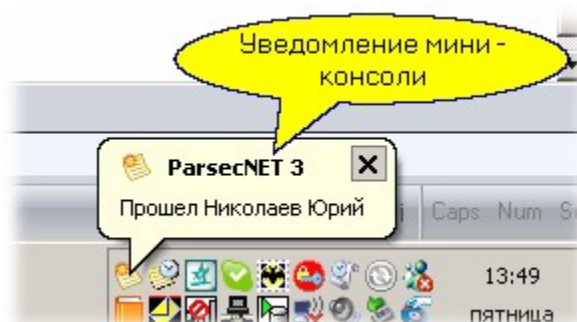 Уведомление мини -
консоли
ParsecNET 3
Прошел Николаев Юрий
Caps Num
13:49
пятница